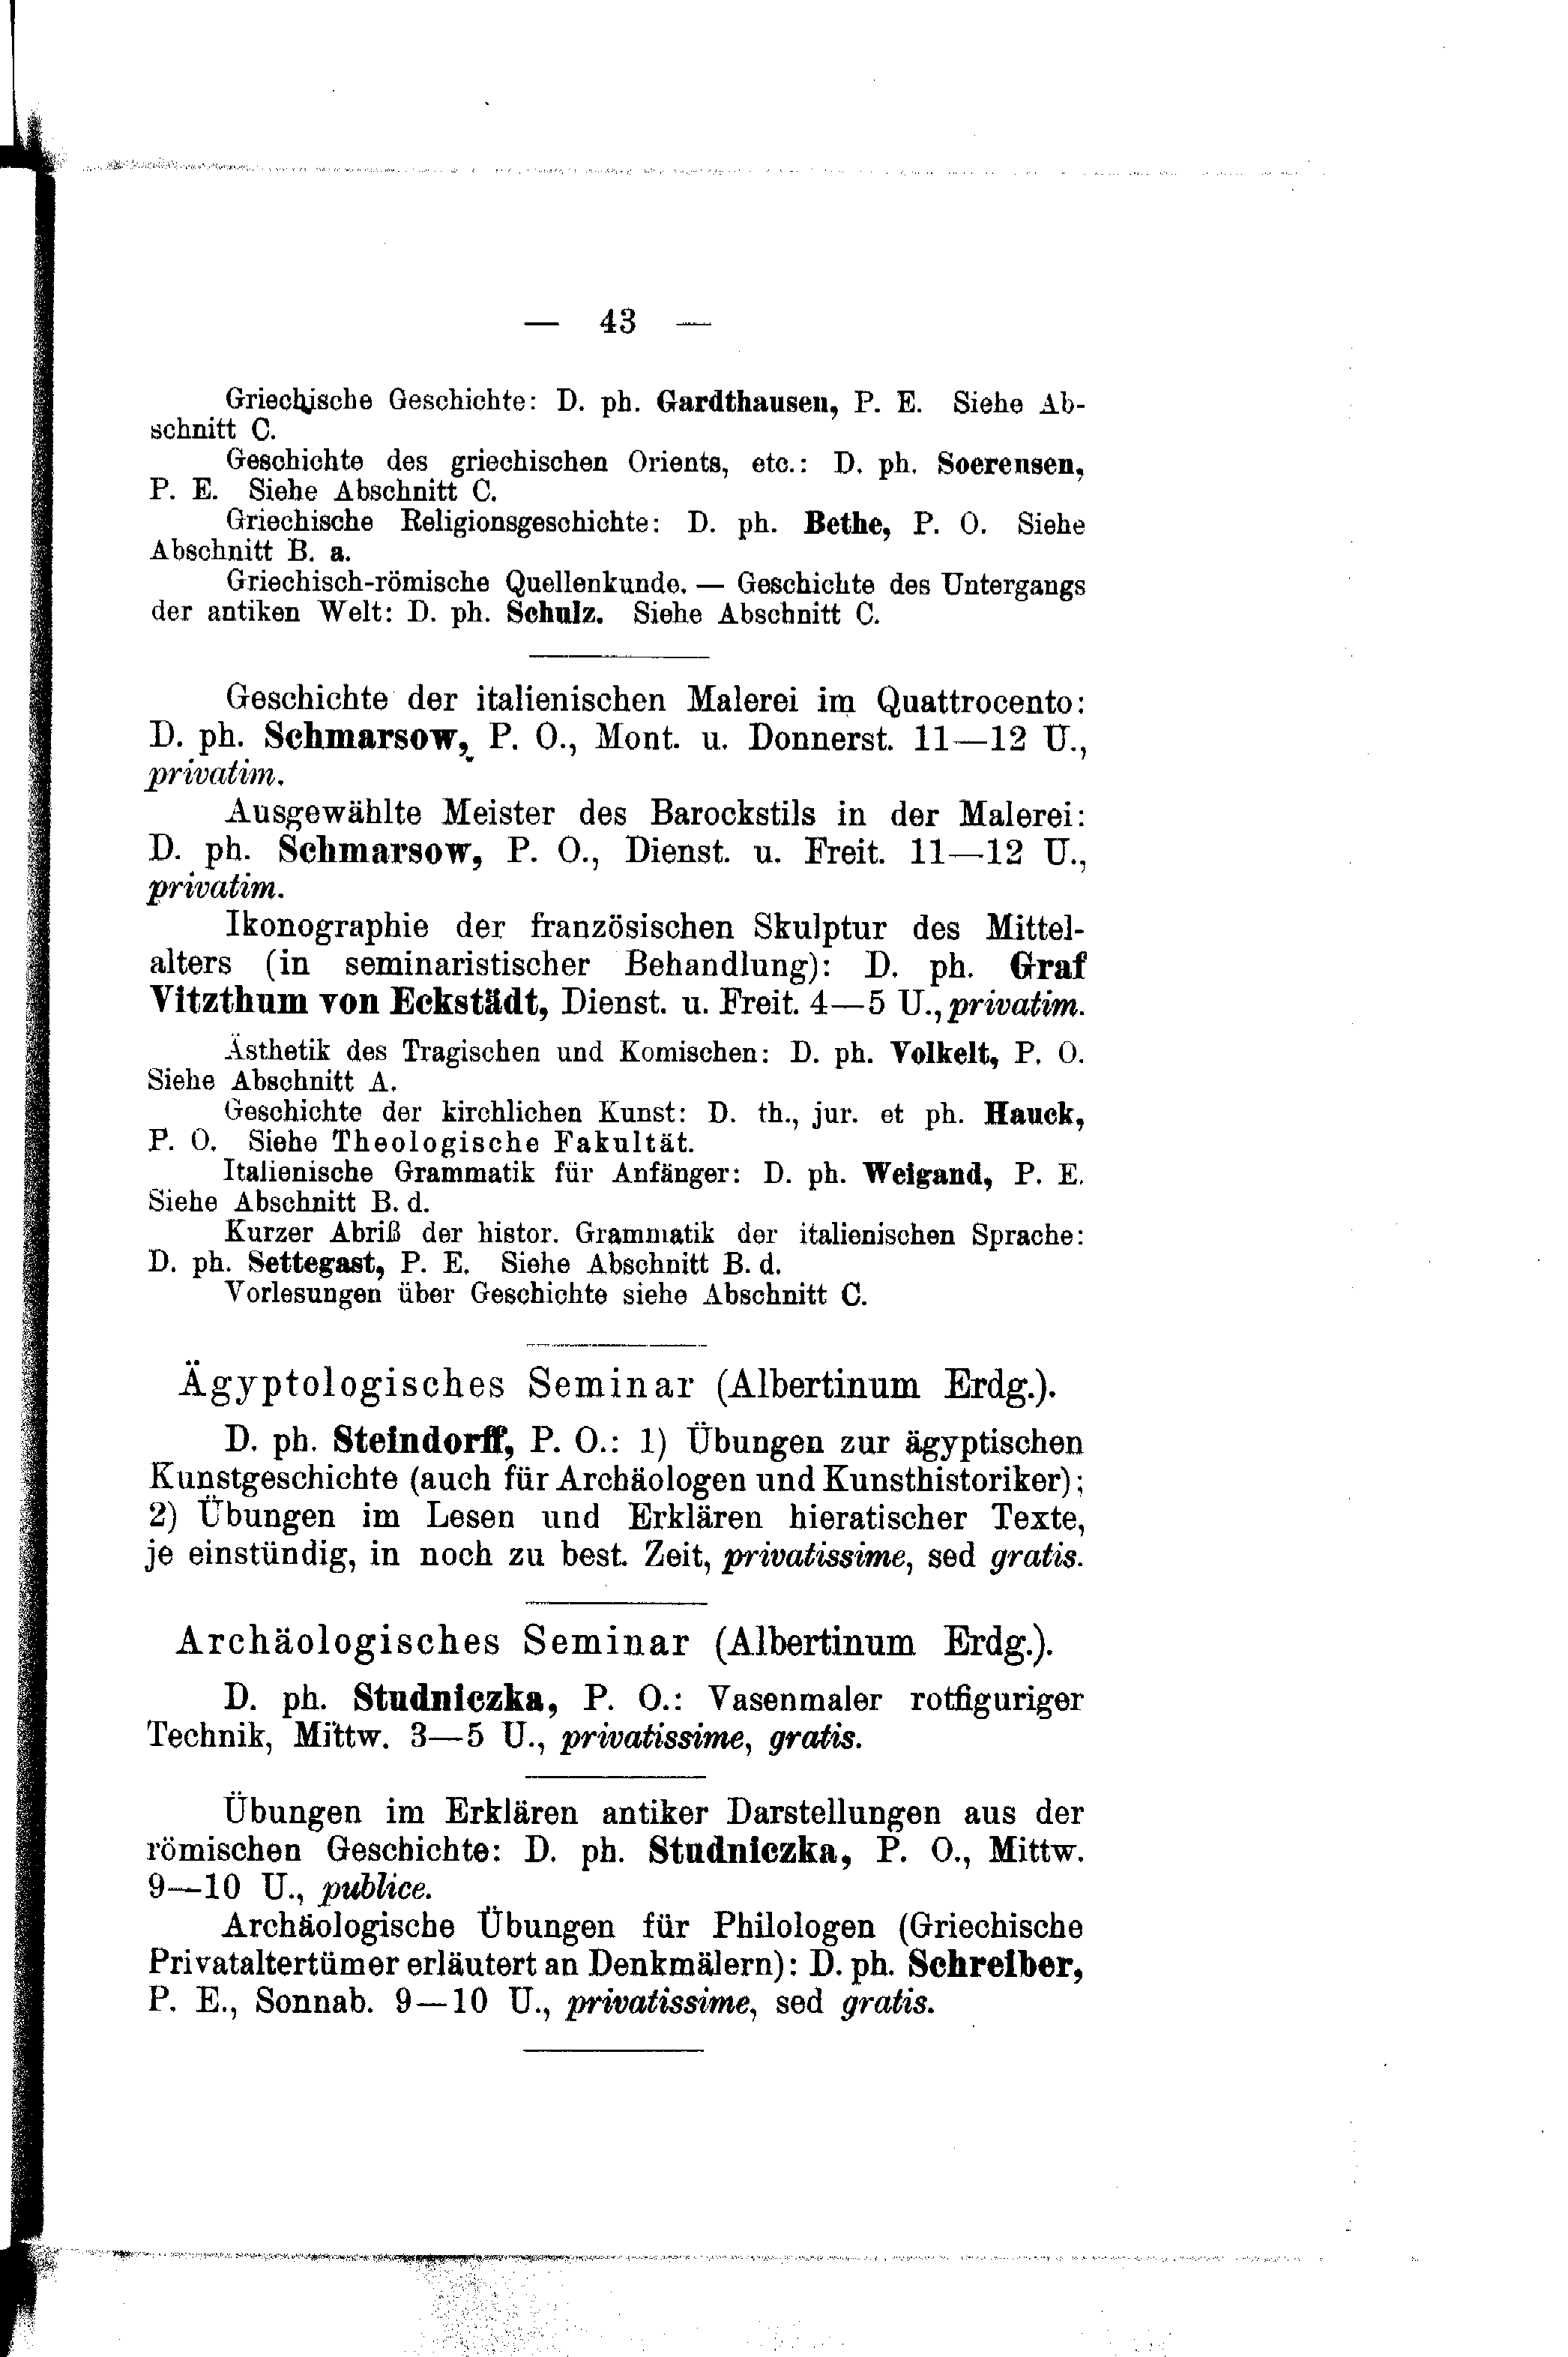 — 43 —
Griechische Geschichte: D. ph. Gardthausen, P. E. Siehe Ab-
schnitt C.
Geschichte des griechischen Orients, etc.: D. ph. Soerensen,
P. E. Siehe Abschnitt C.
Griechische Religionsgeschichte: D. ph. Bethe, P. O. Siehe
Abschnitt B. a.
Griechisch-römische Quellenkunde. — Geschichte des Untergangs
der antiken Welt: D. ph. Schulz. Siehe Abschnitt C.
Geschichte der italienischen Malerei im Quattrocento:
D. ph. Schmarsow, P. O., Mont. u. Donnerst. 11—12 U.,
privatim.
Ausgewählte Meister des Barockstils in der Malerei:
D. ph. Schmarsow, P. O., Dienst. u. Freit. 11—12 U.,
privatim.
Ikonographie der französischen Skulptur des Mittel-
alters (in seminaristischer Behandlung): D. ph. Graf
Vitzthum von Eckstädt, Dienst. u. Freit. 4—5 U., privatim.
Ästhetik des Tragischen und Komischen: D. ph. Volkelt, P. O.
Siehe Abschnitt A.
Geschichte der kirchlichen Kunst: D. th., jur. et ph. Hauck,
P. O. Siehe Theologische Fakultät.
Italienische Grammatik für Anfänger: D. ph. Weigand, P. E.
Siehe Abschnitt B. d.
Kurzer Abriß der histor. Grammatik der italienischen Sprache:
D. ph. Settegast, P. E. Siehe Abschnitt B. d.
Vorlesungen über Geschichte siehe Abschnitt C.
Ägyptologisches Seminar (Albertinum Erdg.).
D. ph. Steindorff, P. O.: 1) Übungen zur ägyptischen
Kunstgeschichte (auch für Archäologen und Kunsthistoriker);
2) Übungen im Lesen und Erklären hieratischer Texte,
je einstündig, in noch zu best. Zeit, privatissime, sed gratis.
Archäologisches Seminar (Albertinum Erdg.).
D. ph. Studniczka, P. O.: Vasenmaler rotfiguriger
Technik, Mittw. 3—5 U., privatissime, gratis.
Übungen im Erklären antiker Darstellungen aus der
römischen Geschichte: D. ph. Studniczka, P. O., Mittw.
9—10 U., publice.
Archäologische Übungen für Philologen (Griechische
Privataltertümer erläutert an Denkmälern): D. ph. Schreiber,
P. E., Sonnab. 9—10 U., privatissime, sed gratis.